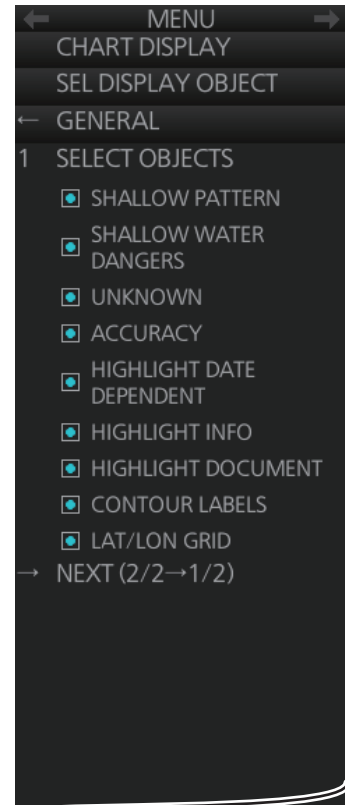 ← MENU →
CHART DISPLAY
SEL DISPLAY OBJECT
← GENERAL
1 SELECT OBJECTS
SHALLOW PATTERN
SHALLOW WATER
DANGERS
UNKNOWN
ACCURACY
HIGHLIGHT DATE
DEPENDENT
HIGHLIGHT INFO
HIGHLIGHT DOCUMENT
CONTOUR LABELS
LAT/LON GRID
→ NEXT (2/2→1/2)